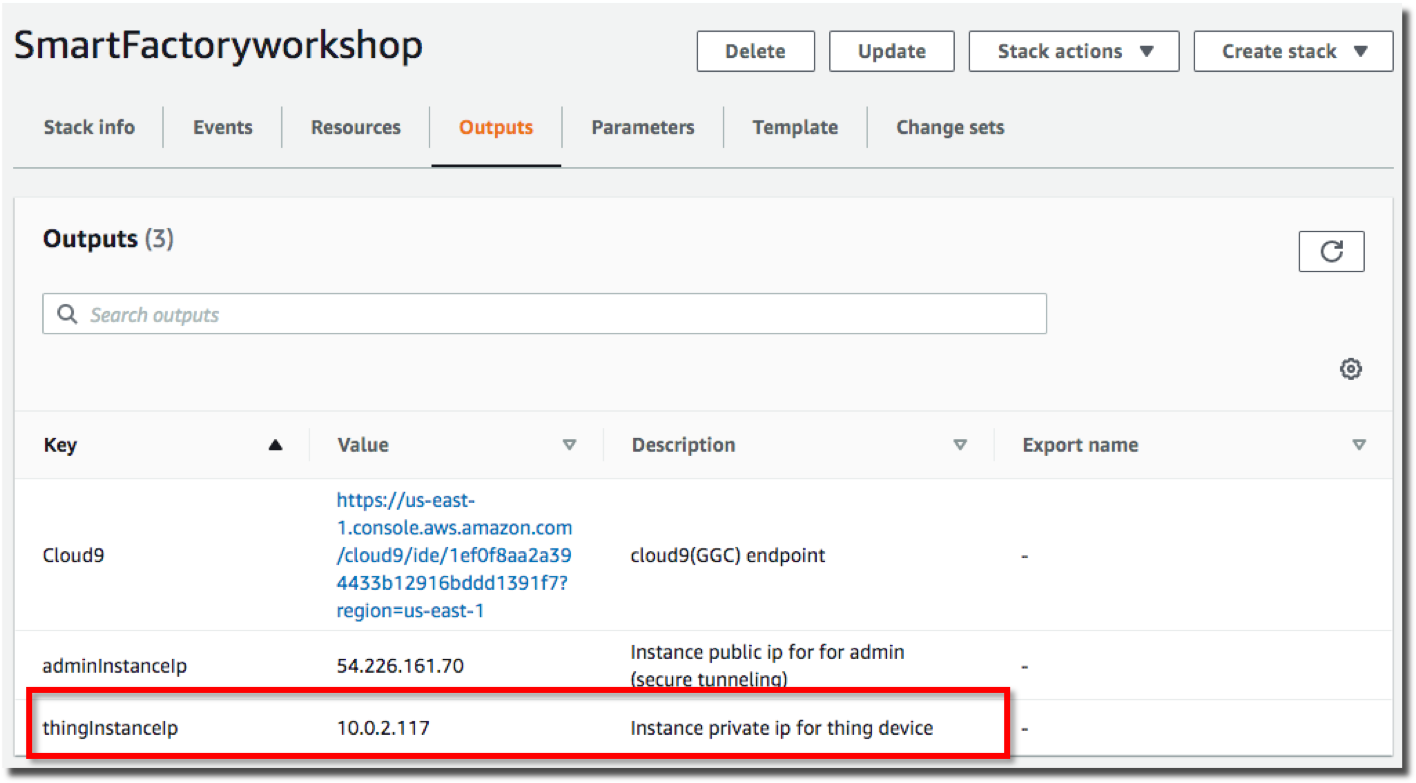 SmartFactoryworkshop
Delete
Update
Stack actions
Create stack
Stack info
Events
Resources
Outputs
Parameters
Template
Change sets
Outputs (3)
Search outputs
Key
Value
Description
Export name
Cloud9
https://us-east-
1.console.aws.amazon.com
/cloud9/ide/1ef0f8aa2a39
4433b12916bddd1391f7?
region=us-east-1
cloud9(GGC) endpoint
-
adminInstanceIp
54.226.161.70
Instance public ip for for admin
(secure tunneling)
-
thingInstanceIp
10.0.2.117
Instance private ip for thing device
-